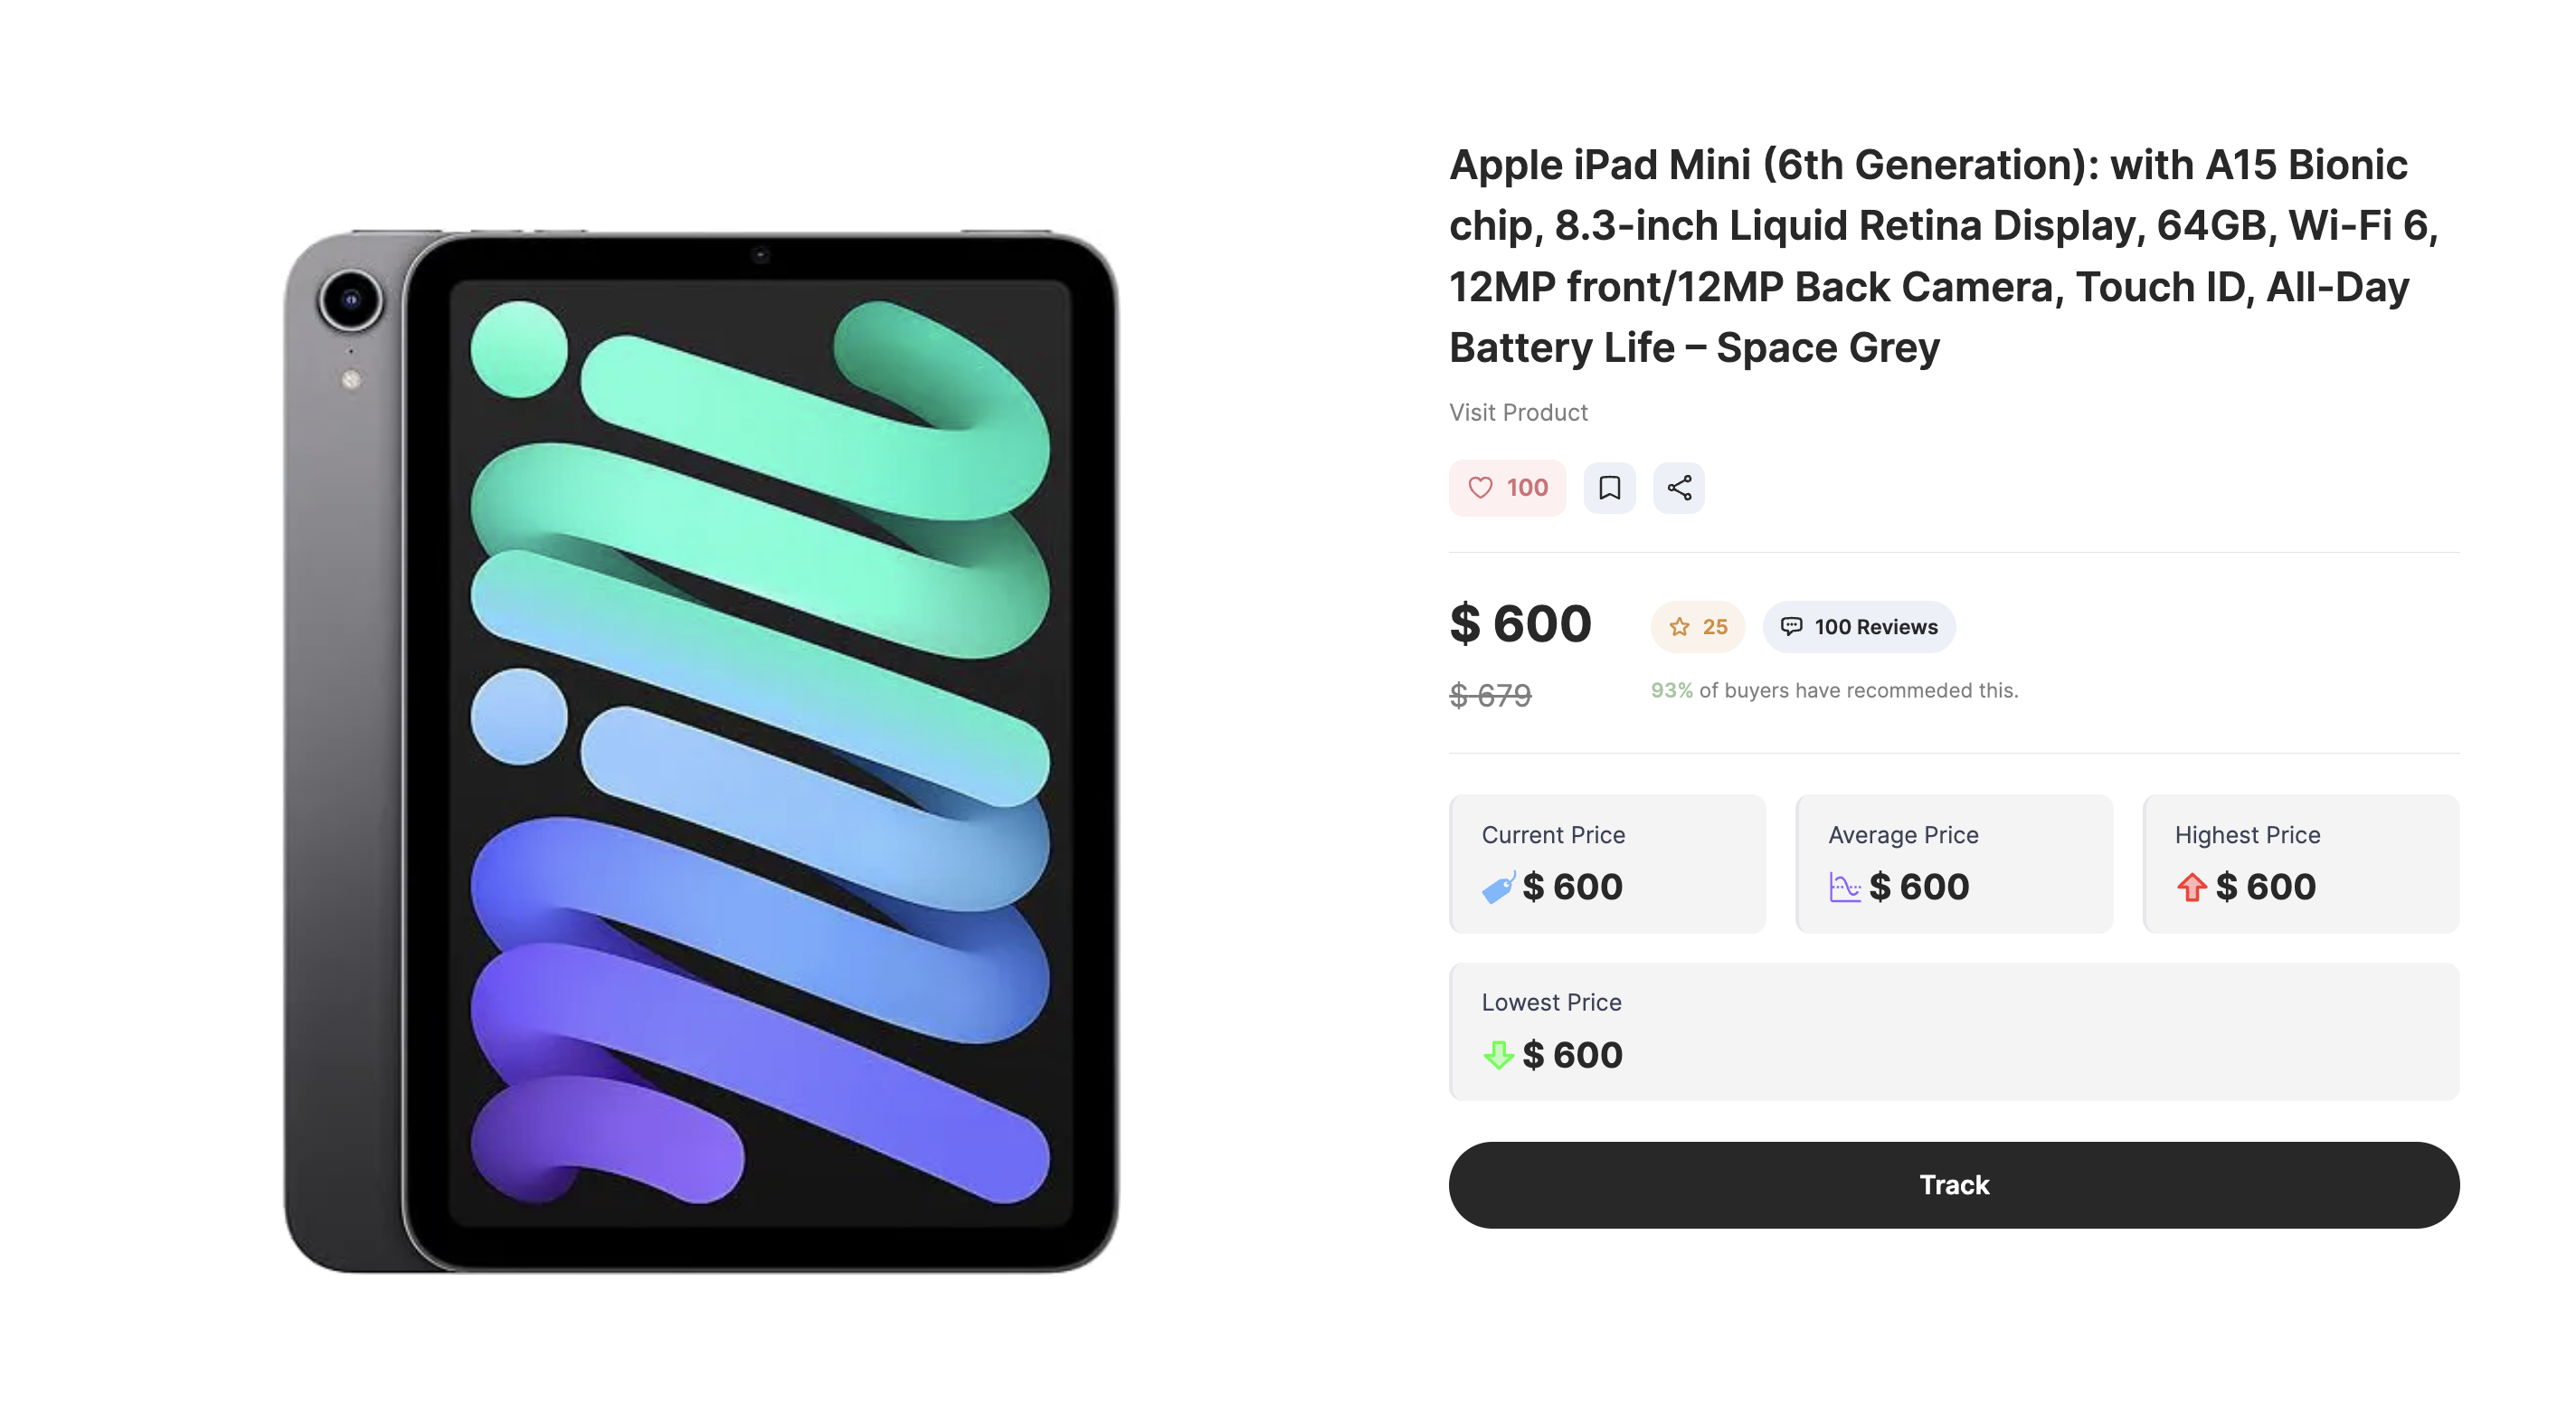 Apple iPad Mini (6th Generation): with A15 Bionic
chip, 8.3-inch Liquid Retina Display, 64GB, Wi-Fi 6,
12MP front/12MP Back Camera, Touch ID, All-Day
Battery Life – Space Grey
Visit Product
100
$ 600
25
100 Reviews
$ 679
93% of buyers have recommeded this.
Current Price
$ 600
Average Price
$ 600
Highest Price
$ 600
Lowest Price
$ 600
Track